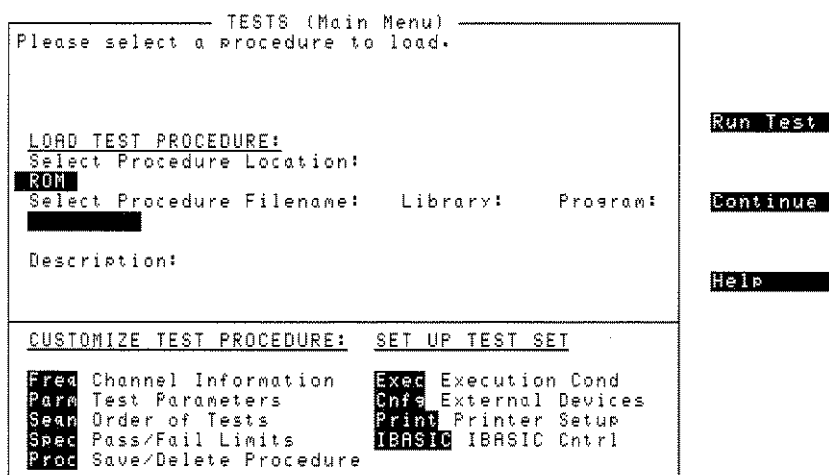 TESTS (Main Menu)
Please select a procedure to load.
LOAD TEST PROCEDURE:
Select Procedure Location:
ROM
Select Procedure Filename: Library: Program:
Description:
Run Test
Continue
Help
CUSTOMIZE TEST PROCEDURE: SET UP TEST SET
Freq Channel Information Exec Execution Cond
Parm Test Parameters Cnfg External Devices
Seqn Order of Tests Print Printer Setup
Spec Pass/Fail Limits IBASIC IBASIC Cntrl
Proc Save/Delete Procedure